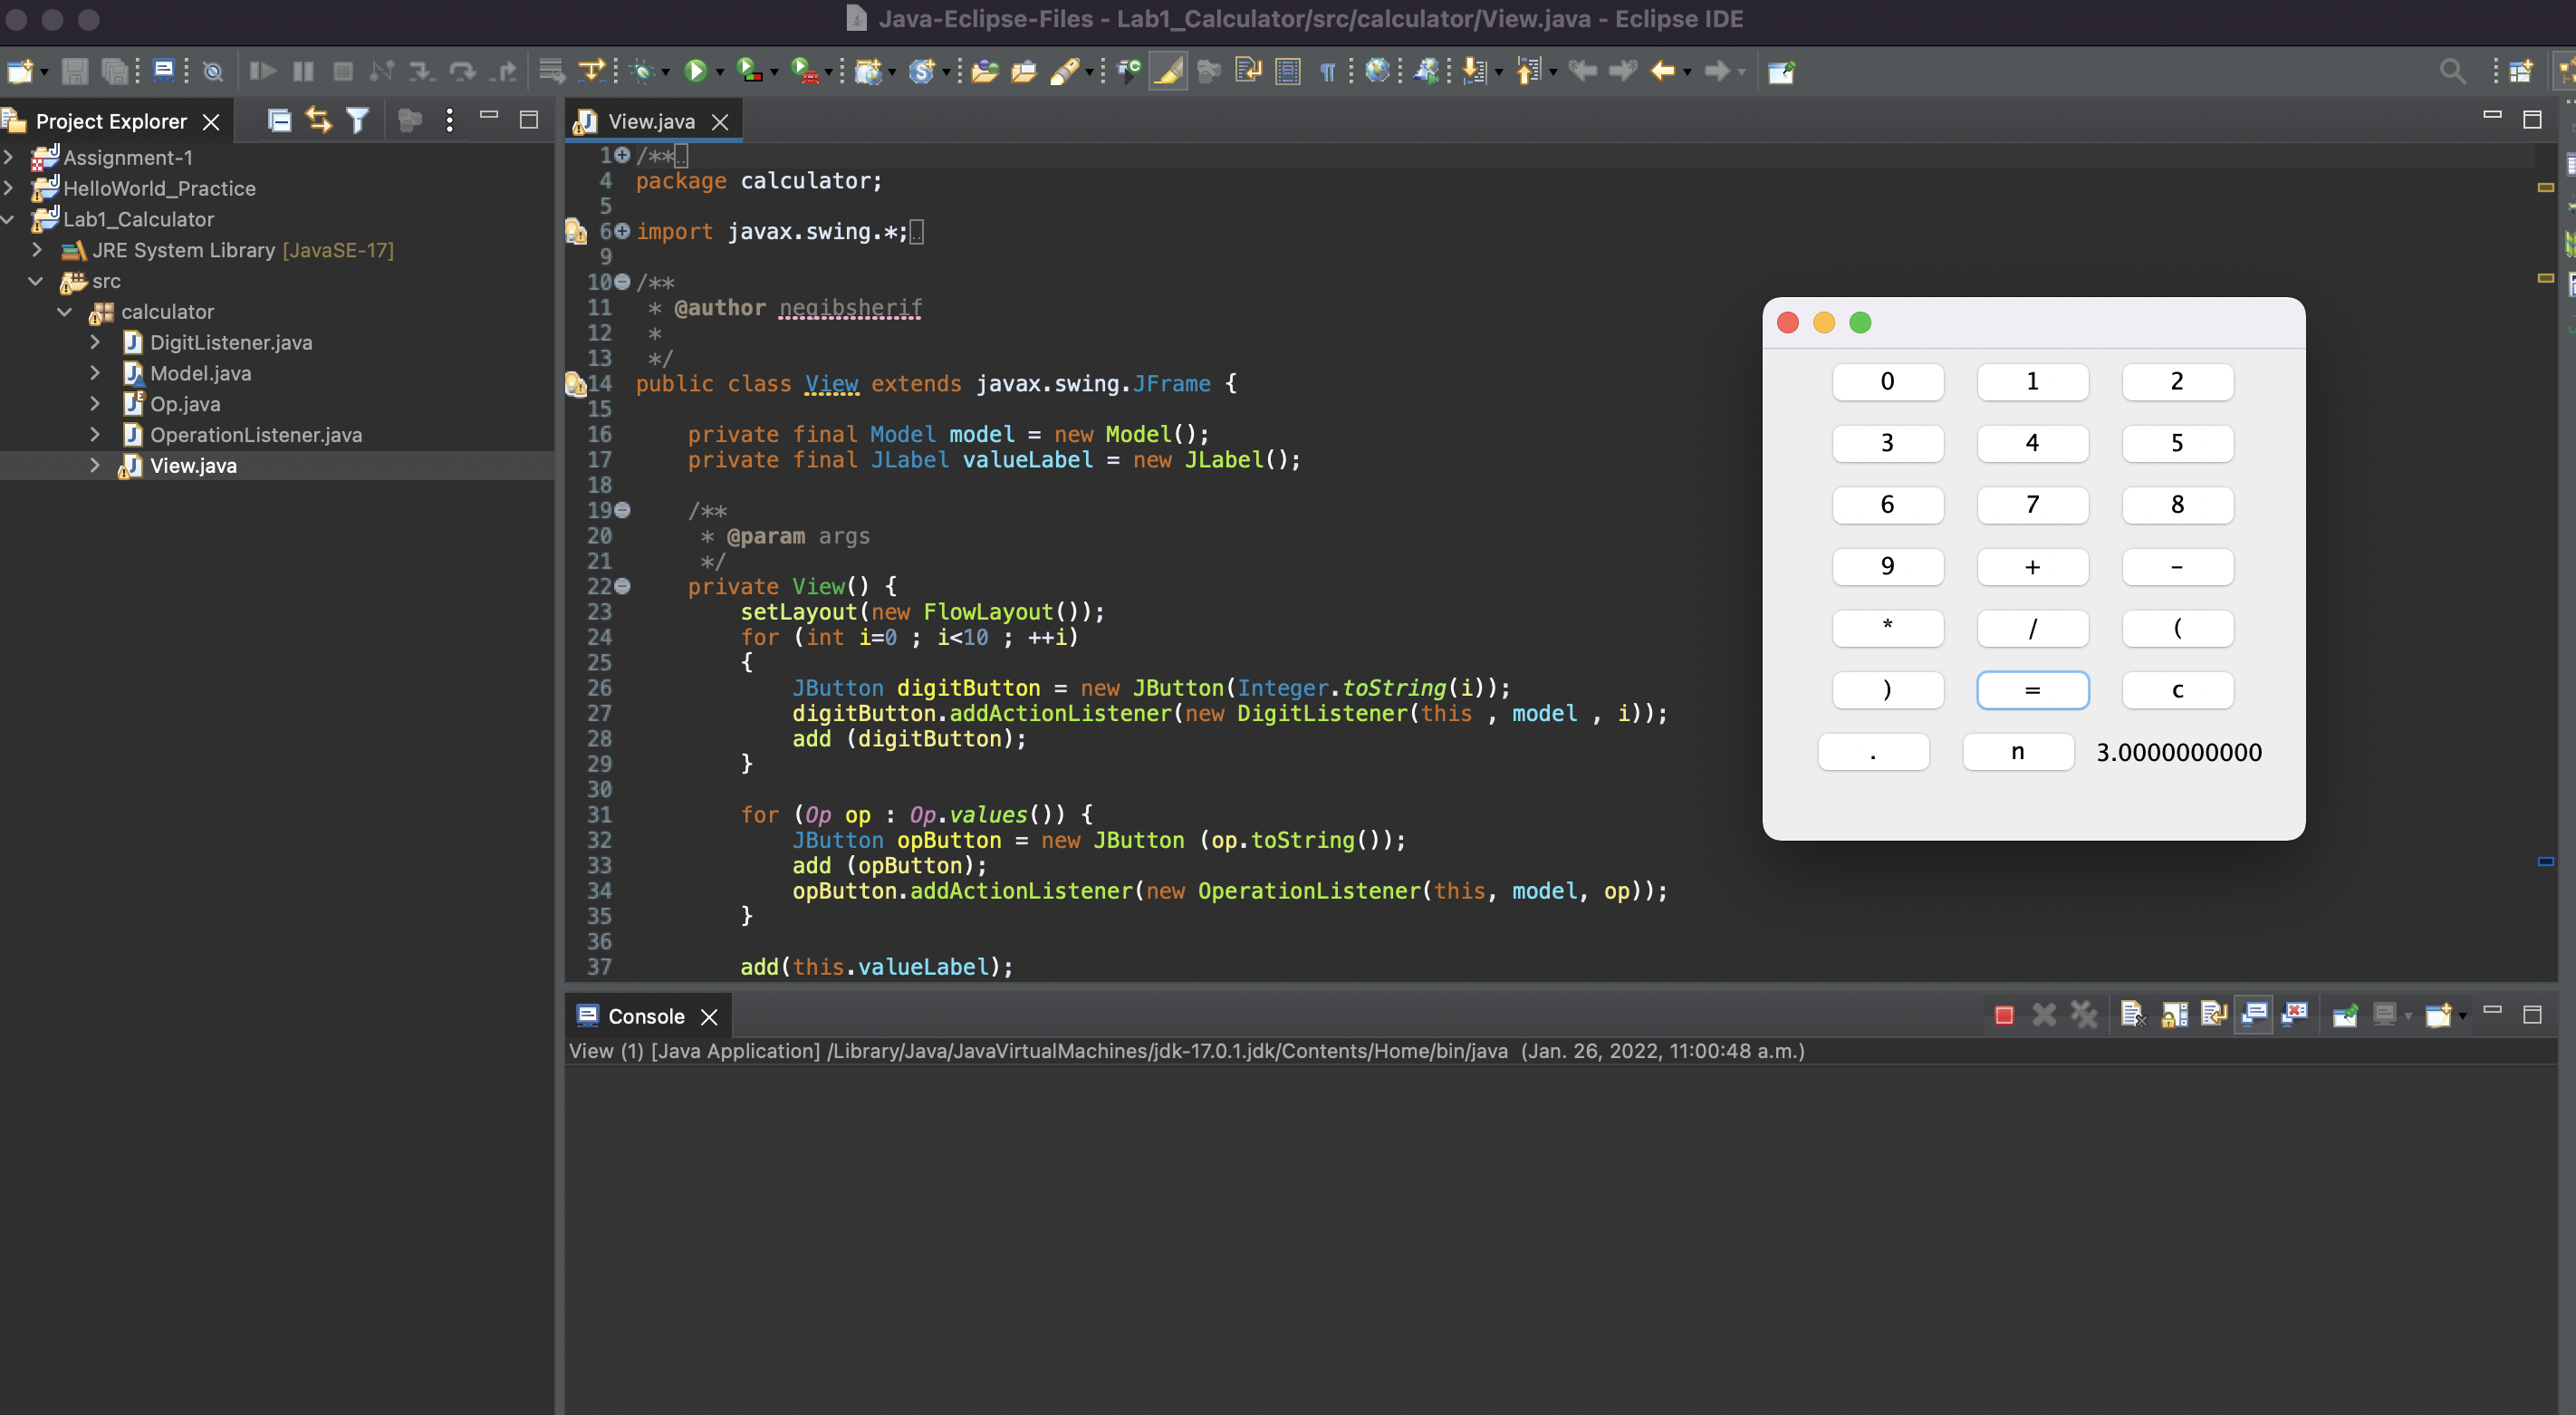 Java-Eclipse-Files - Lab1_Calculator/src/calculator/View.java - Eclipse IDE
Project Explorer
Assignment-1
HelloWorld_Practice
Lab1_Calculator
JRE System Library [JavaSE-17]
src
calculator
DigitListener.java
Model.java
Op.java
OperationListener.java
View.java
View.java
1 /**
4 package calculator;
5
6 import javax.swing.*;
9
10 /**
11  * @author negibsherif
12  *
13  */
14 public class View extends javax.swing.JFrame {
15
16     private final Model model = new Model();
17     private final JLabel valueLabel = new JLabel();
18
19     /**
20      * @param args
21      */
22     private View() {
23         setLayout(new FlowLayout());
24         for (int i=0 ; i<10 ; ++i)
25         {
26             JButton digitButton = new JButton(Integer.toString(i));
27             digitButton.addActionListener(new DigitListener(this , model , i));
28             add (digitButton);
29         }
30
31         for (Op op : Op.values()) {
32             JButton opButton = new JButton (op.toString());
33             add (opButton);
34             opButton.addActionListener(new OperationListener(this, model, op));
35         }
36
37         add(this.valueLabel);
0 1 2
3 4 5
6 7 8
9 + -
* / (
) = c
. n 3.0000000000
Console
View (1) [Java Application] /Library/Java/JavaVirtualMachines/jdk-17.0.1.jdk/Contents/Home/bin/java (Jan. 26, 2022, 11:00:48 a.m.)